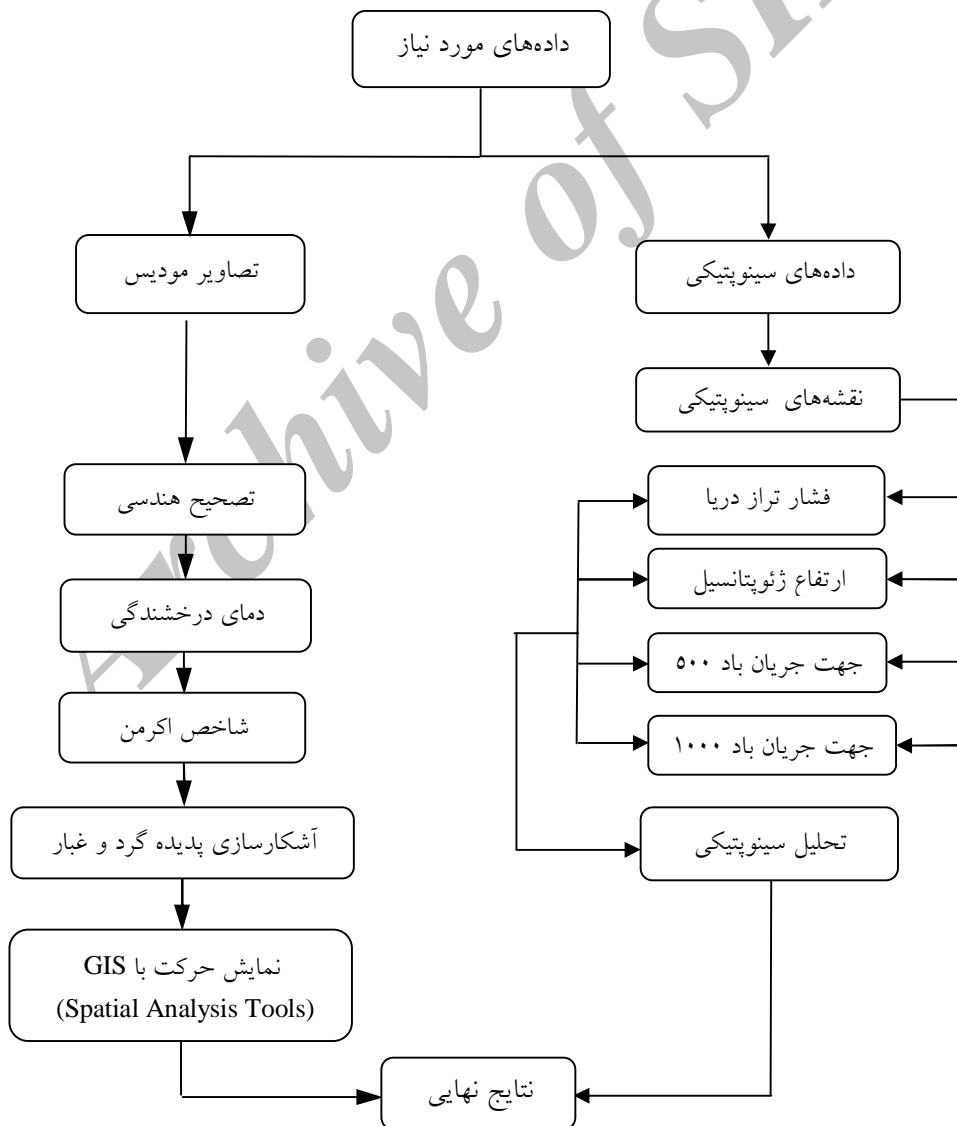 داده‌های مورد نیاز
تصاویر مودیس
داده‌های سینوپتیکی
نقشه‌های سینوپتیکی
تصحیح هندسی
دمای درخشندگی
شاخص اکرمن
آشکارسازی پدیده گرد و غبار
نمایش حرکت با GIS
(Spatial Analysis Tools)
فشار تراز دریا
ارتفاع ژئوپتانسیل
جهت جریان باد ۵۰۰
جهت جریان باد ۱۰۰۰
تحلیل سینوپتیکی
نتایج نهایی
Archive of